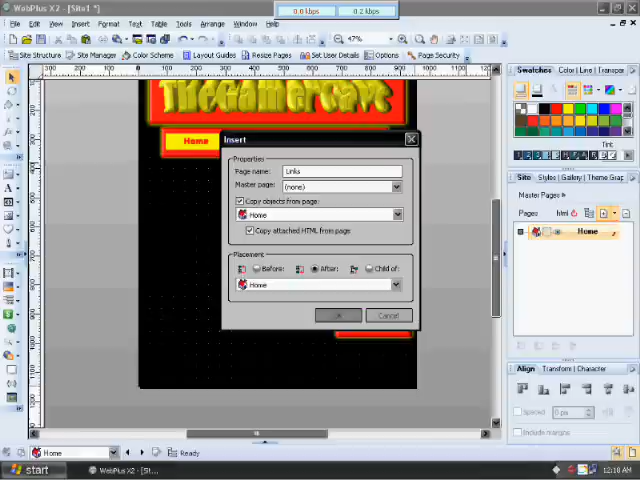 WebPlus X2 - [Site1 *]
0.0 kbps 0.2 kbps
File Edit View Insert Format Table Tools Arrange Window Help
47%
Site Structure Site Manager Color Scheme Layout Guides Resize Pages Set User Details Options Page Security
TheGamerCave
Home
Insert
Properties
Page name: Links
Master page: (none)
Copy objects from page:
Home
Copy attached HTML from page
Placement
Before: After: Child of:
Home
Ok Cancel
Swatches Color | Line | Transpar
Tint
Site Styles | Gallery | Theme Grap
Master Pages
Pages html
Home
Align Transform | Character
Spaced 0 px
Include margins
Home Ready
start WebPlus X2 - [Sit... 12:18 AM